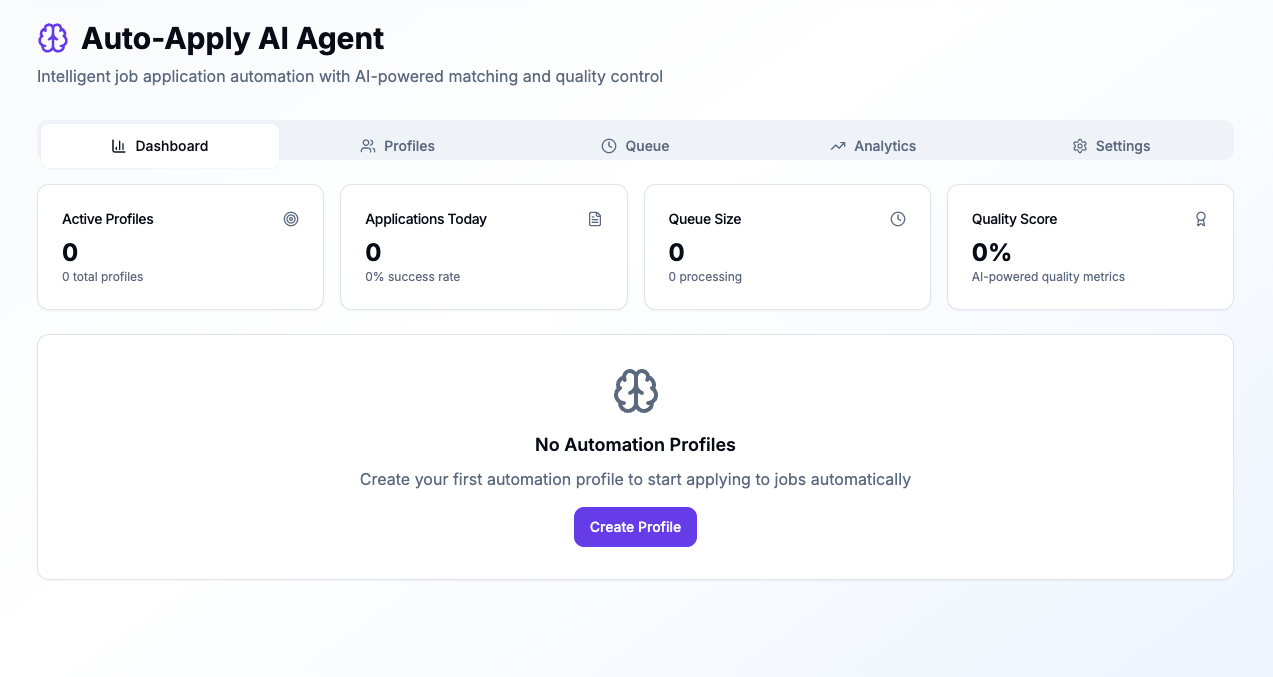 Auto-Apply AI Agent
Intelligent job application automation with AI-powered matching and quality control
Dashboard
Profiles
Queue
Analytics
Settings
Active Profiles
0
0 total profiles
Applications Today
0
0% success rate
Queue Size
0
0 processing
Quality Score
0%
AI-powered quality metrics
No Automation Profiles
Create your first automation profile to start applying to jobs automatically
Create Profile